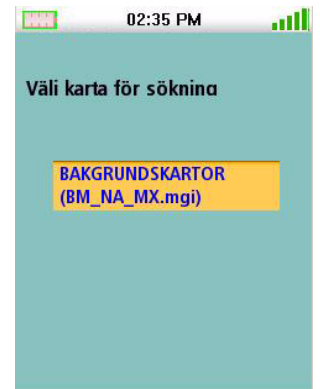 02:35 PM
Väli karta för sökning
BAKGRUNDSKARTOR
(BM_NA_MX.mgi)